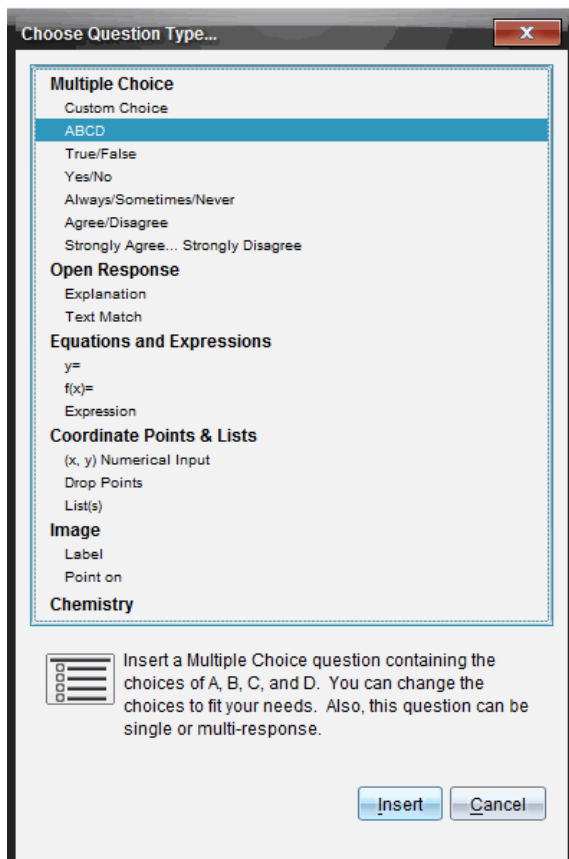 Choose Question Type...
Multiple Choice
Custom Choice
ABCD
True/False
Yes/No
Always/Sometimes/Never
Agree/Disagree
Strongly Agree... Strongly Disagree
Open Response
Explanation
Text Match
Equations and Expressions
y=
f(x)=
Expression
Coordinate Points & Lists
(x, y) Numerical Input
Drop Points
List(s)
Image
Label
Point on
Chemistry
Insert a Multiple Choice question containing the
choices of A, B, C, and D. You can change the
choices to fit your needs. Also, this question can be
single or multi-response.
Insert Cancel